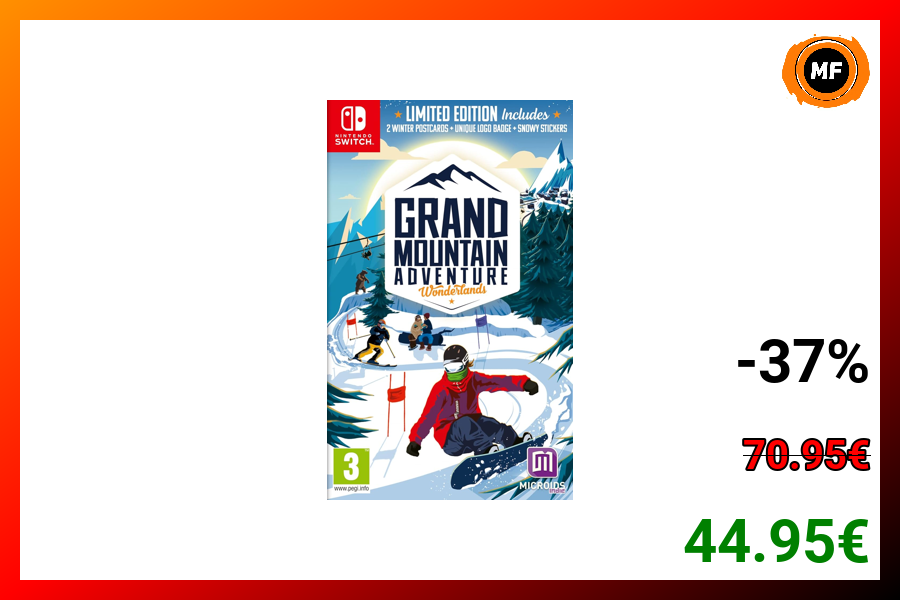 MF
NINTENDO
SWITCH
LIMITED EDITION Includes
2 WINTER POSTCARDS + UNIQUE LOGO BADGE + SNOWY STICKERS
GRAND
MOUNTAIN
ADVENTURE
Wonderlands
3
www.pegi.info
MICROIDS
indie
-37%
70.95€
44.95€